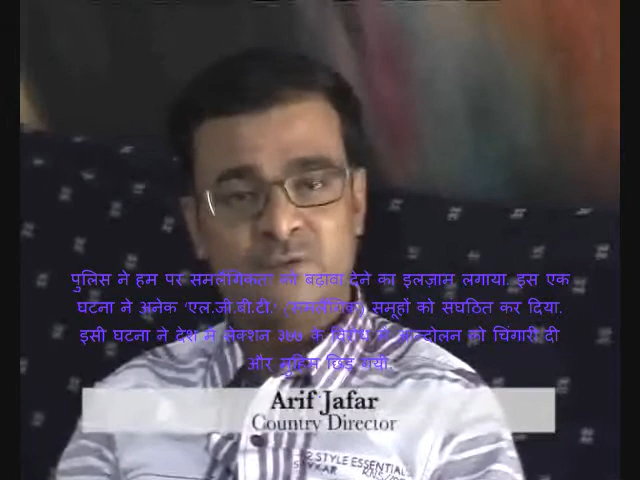 पुलिस ने हम पर समलैंगिकता को बढ़ावा देने का इलज़ाम लगाया. इस एक
घटना ने अनेक 'एल.जी.बी.टी.' (समलैंगिक) समूहों को संघठित कर दिया.
इसी घटना ने देश में सेक्शन ३७७ के विरोध में आन्दोलन को चिंगारी दी
और मुहिम छिड़ गयी.
Arif Jafar
Country Director
STYLE ESSENTIALS